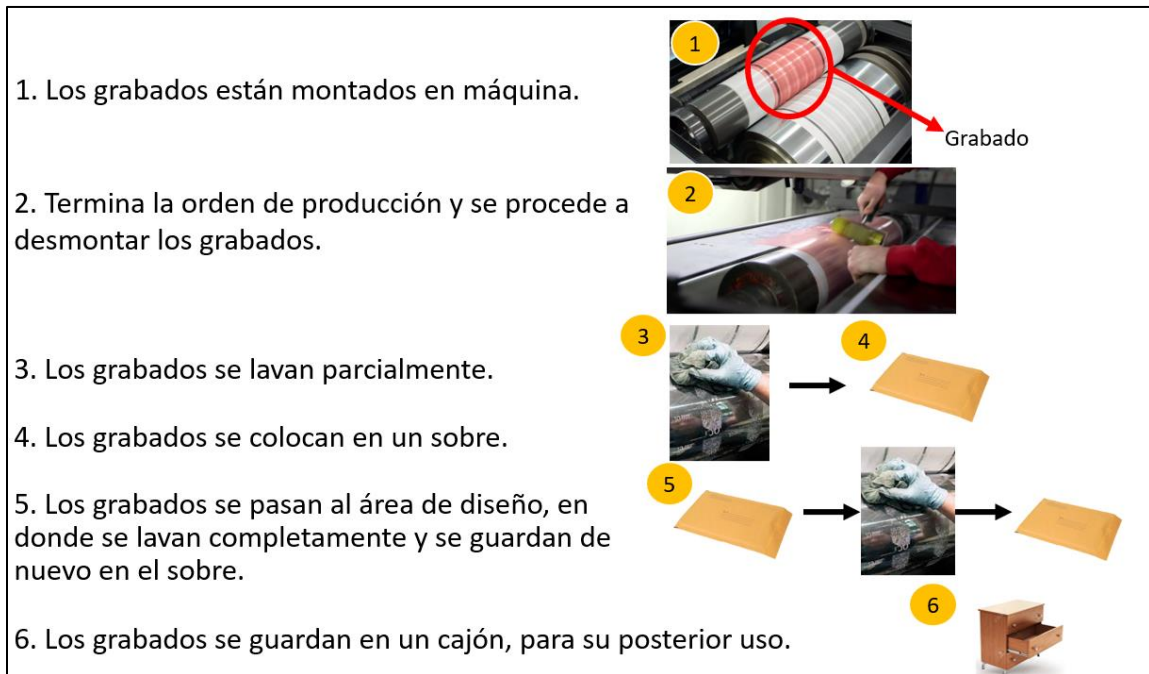 1. Los grabados están montados en máquina.
1
Grabado
2. Termina la orden de producción y se procede a
desmontar los grabados.
2
3. Los grabados se lavan parcialmente.
3
4
4. Los grabados se colocan en un sobre.
5. Los grabados se pasan al área de diseño, en
donde se lavan completamente y se guardan de
nuevo en el sobre.
5
6. Los grabados se guardan en un cajón, para su posterior uso.
6